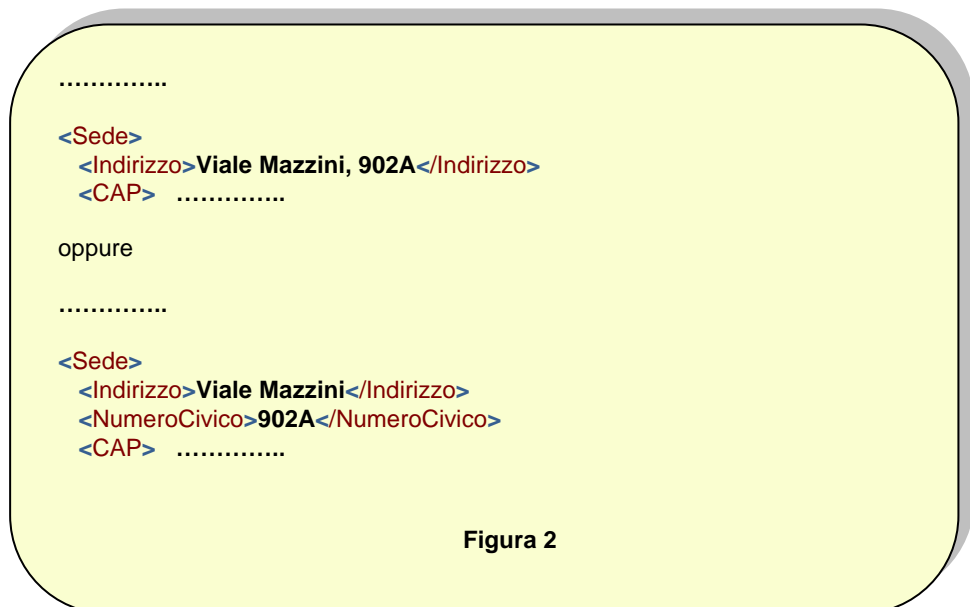 …………..
<Sede>
<Indirizzo>Viale Mazzini, 902A</Indirizzo>
<CAP> …………..
oppure
…………..
<Sede>
<Indirizzo>Viale Mazzini</Indirizzo>
<NumeroCivico>902A</NumeroCivico>
<CAP> …………..
Figura 2